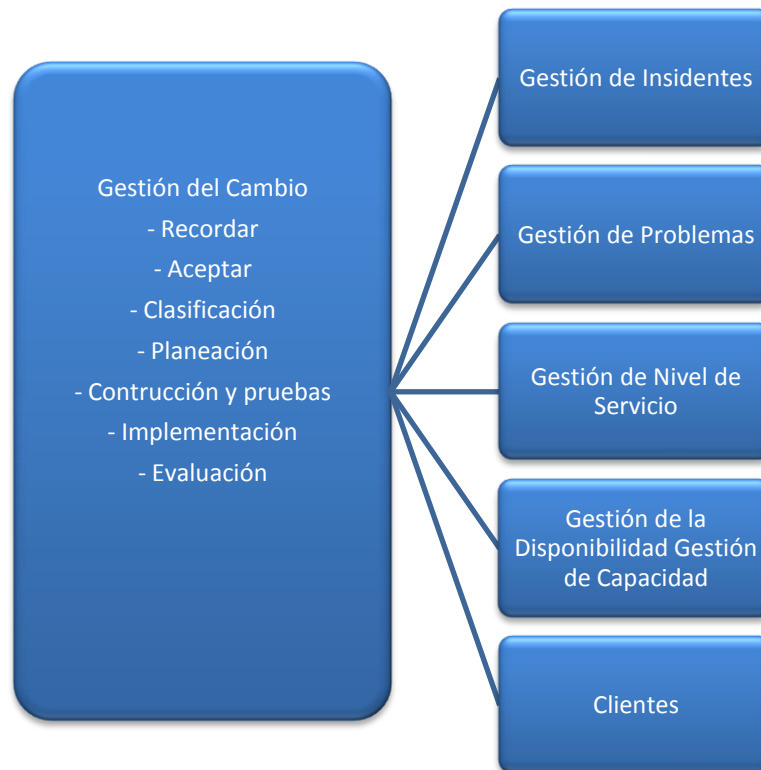 Gestión del Cambio
- Recordar
- Aceptar
- Clasificación
- Planeación
- Contrucción y pruebas
- Implementación
- Evaluación
Gestión de Insidentes
Gestión de Problemas
Gestión de Nivel de
Servicio
Gestión de la
Disponibilidad Gestión
de Capacidad
Clientes